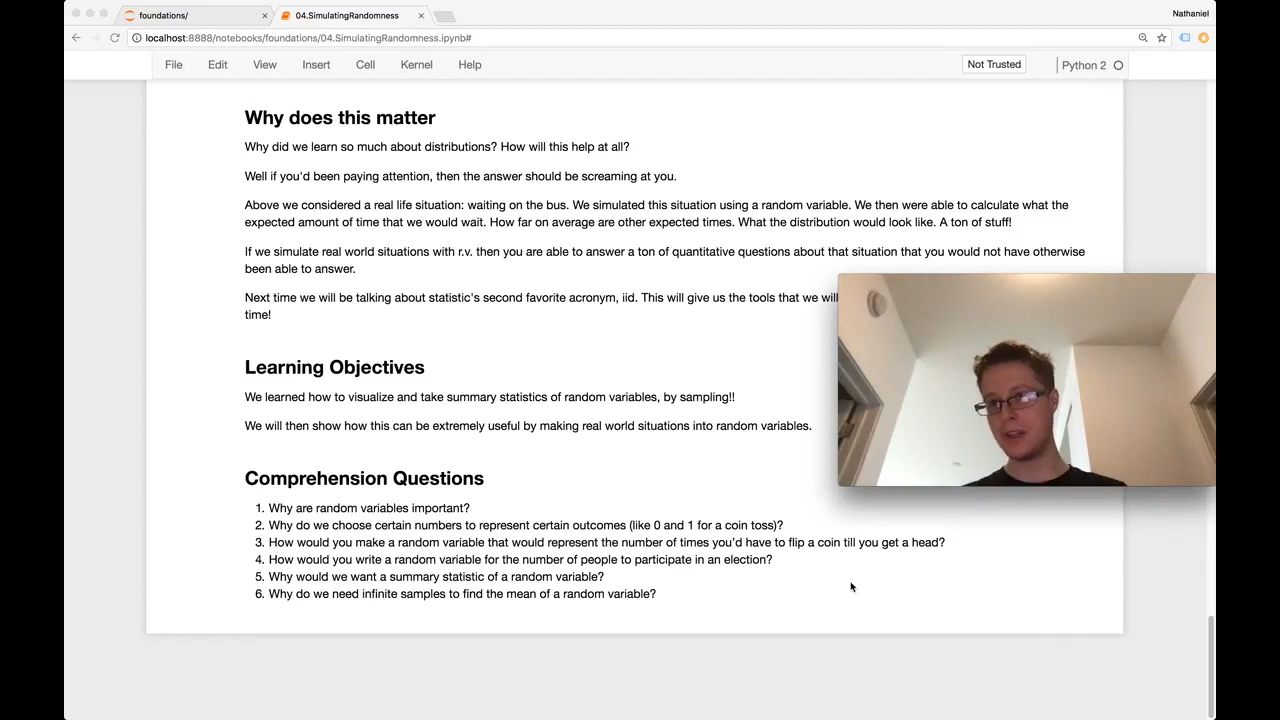 foundations/
04.SimulatingRandomness
Nathaniel
localhost:8888/notebooks/foundations/04.SimulatingRandomness.ipynb#
File Edit View Insert Cell Kernel Help Not Trusted Python 2
Why does this matter
Why did we learn so much about distributions? How will this help at all?
Well if you'd been paying attention, then the answer should be screaming at you.
Above we considered a real life situation: waiting on the bus. We simulated this situation using a random variable. We then were able to calculate what the
expected amount of time that we would wait. How far on average are other expected times. What the distribution would look like. A ton of stuff!
If we simulate real world situations with r.v. then you are able to answer a ton of quantitative questions about that situation that you would not have otherwise
been able to answer.
Next time we will be talking about statistic's second favorite acronym, iid. This will give us the tools that we will
time!
Learning Objectives
We learned how to visualize and take summary statistics of random variables, by sampling!!
We will then show how this can be extremely useful by making real world situations into random variables.
Comprehension Questions
1. Why are random variables important?
2. Why do we choose certain numbers to represent certain outcomes (like 0 and 1 for a coin toss)?
3. How would you make a random variable that would represent the number of times you'd have to flip a coin till you get a head?
4. How would you write a random variable for the number of people to participate in an election?
5. Why would we want a summary statistic of a random variable?
6. Why do we need infinite samples to find the mean of a random variable?